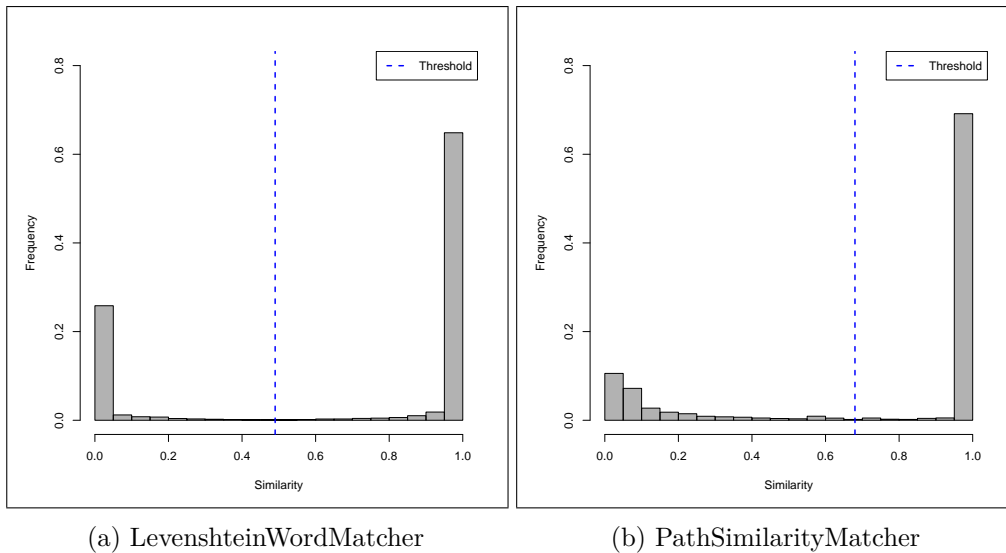 Threshold
0.8
0.6
0.4
0.2
0.0
Frequency
0.0 0.2 0.4 0.6 0.8 1.0
Similarity
(a) LevenshteinWordMatcher
Threshold
0.8
0.6
0.4
0.2
0.0
Frequency
0.0 0.2 0.4 0.6 0.8 1.0
Similarity
(b) PathSimilarityMatcher